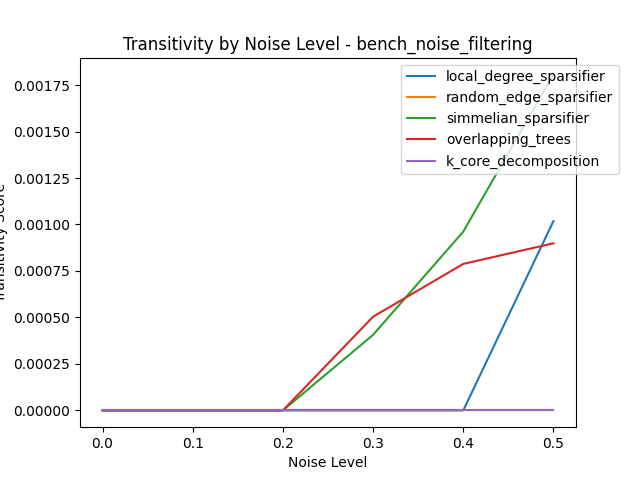 Transitivity by Noise Level - bench_noise_filtering
local_degree_sparsifier
random_edge_sparsifier
simmelian_sparsifier
overlapping_trees
k_core_decomposition
Transitivity Score
0.00175
0.00150
0.00125
0.00100
0.00075
0.00050
0.00025
0.00000
0.0 0.1 0.2 0.3 0.4 0.5
Noise Level